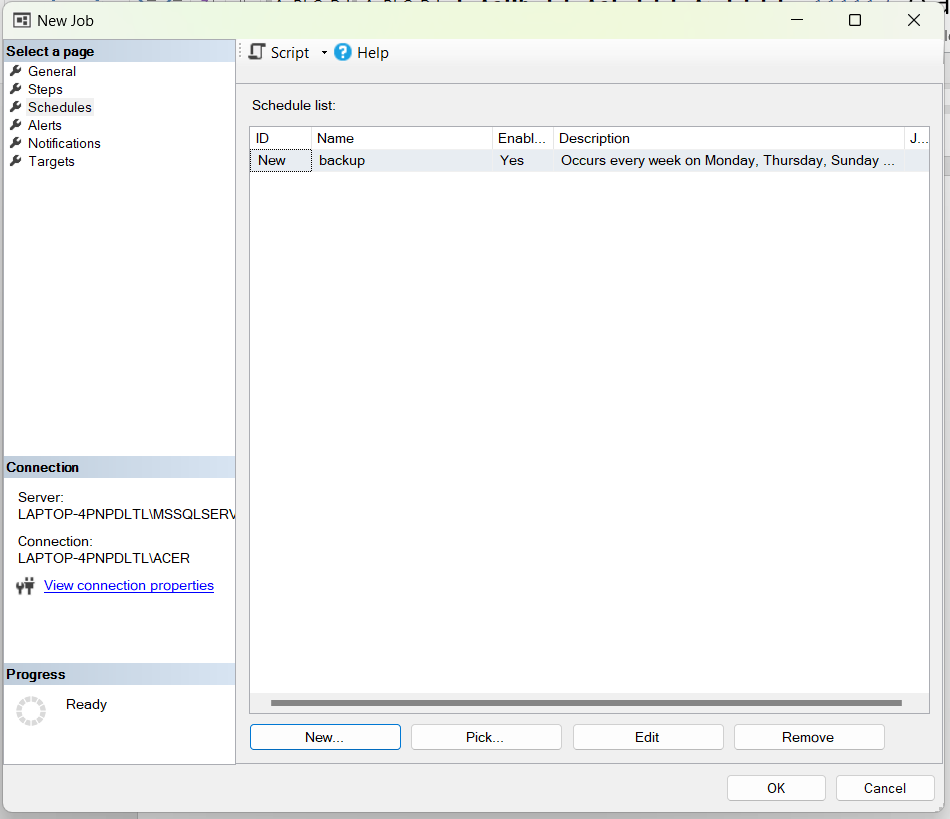 New Job
Select a page
General
Steps
Schedules
Alerts
Notifications
Targets
Script
Help
Schedule list:
ID Name Enabl... Description J...
New backup Yes Occurs every week on Monday, Thursday, Sunday ...
Connection
Server:
LAPTOP-4PNPDLTL\MSSQLSERV
Connection:
LAPTOP-4PNPDLTL\ACER
View connection properties
Progress
Ready
New... Pick... Edit Remove
OK Cancel